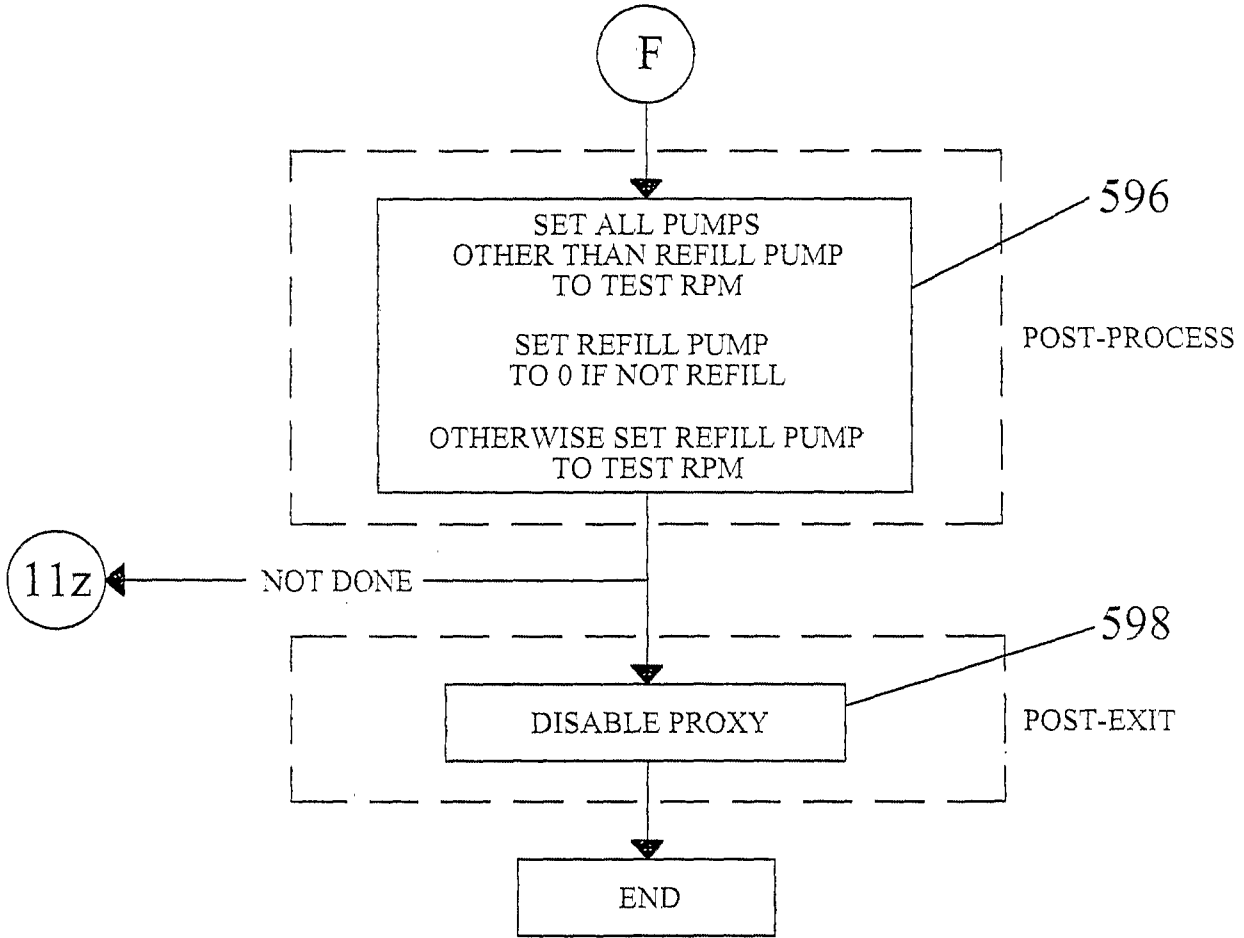 F
596
SET ALL PUMPS
OTHER THAN REFILL PUMP
TO TEST RPM
SET REFILL PUMP
TO 0 IF NOT REFILL
OTHERWISE SET REFILL PUMP
TO TEST RPM
POST-PROCESS
11z
NOT DONE
598
DISABLE PROXY
POST-EXIT
END